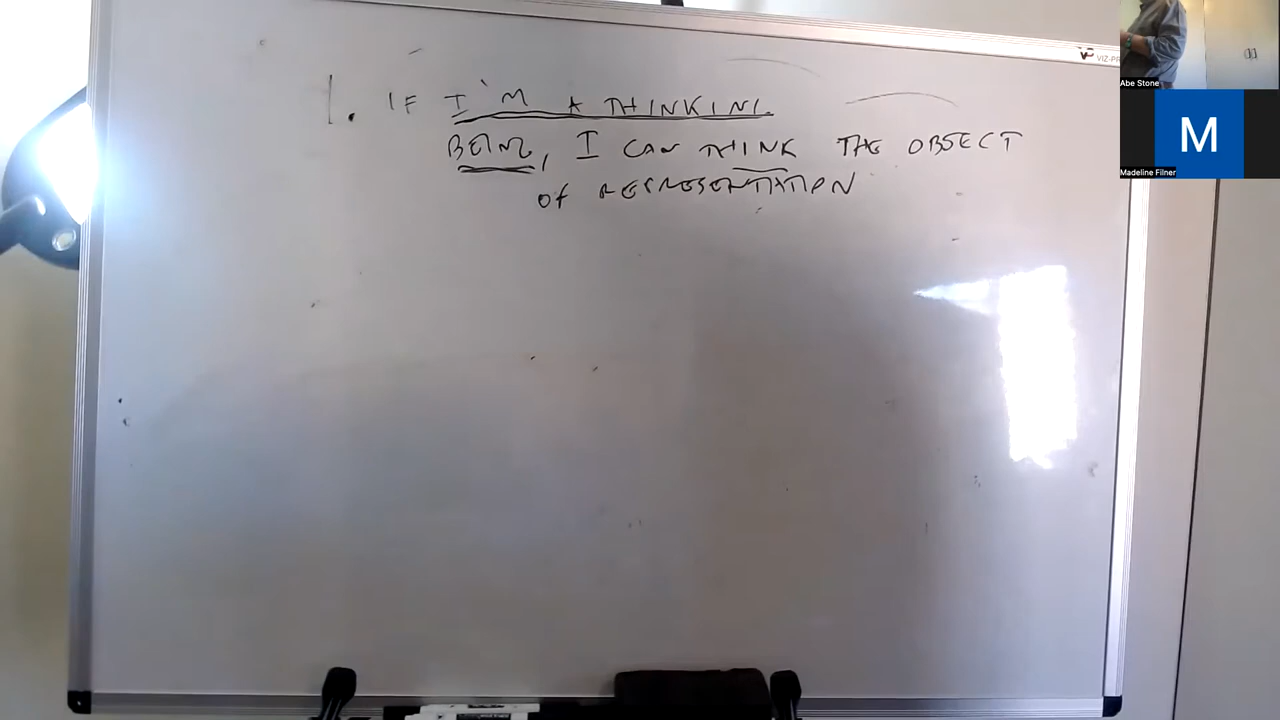 1. IF I'M A THINKING
BEING, I CAN THINK THE OBJECT
OF REPRESENTATION
Abe Stone
M
Madeline Filner